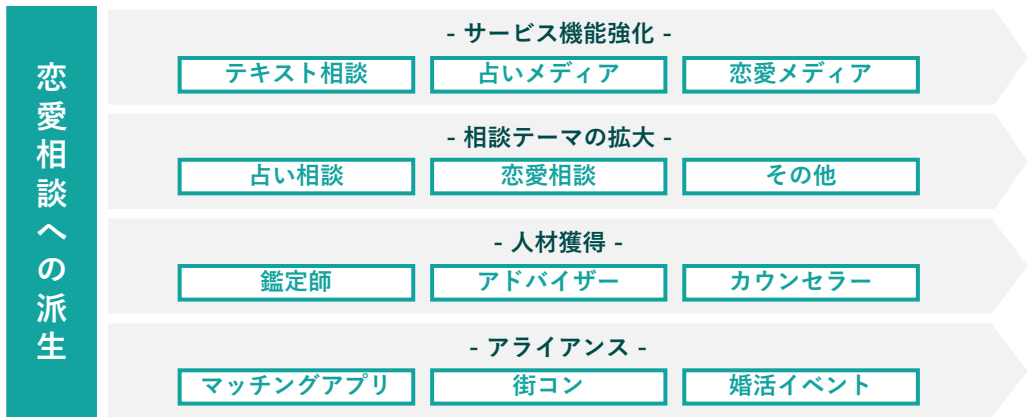 恋愛相談への派生
- サービス機能強化 -
テキスト相談 占いメディア 恋愛メディア
- 相談テーマの拡大 -
占い相談 恋愛相談 その他
- 人材獲得 -
鑑定師 アドバイザー カウンセラー
- アライアンス -
マッチングアプリ 街コン 婚活イベント